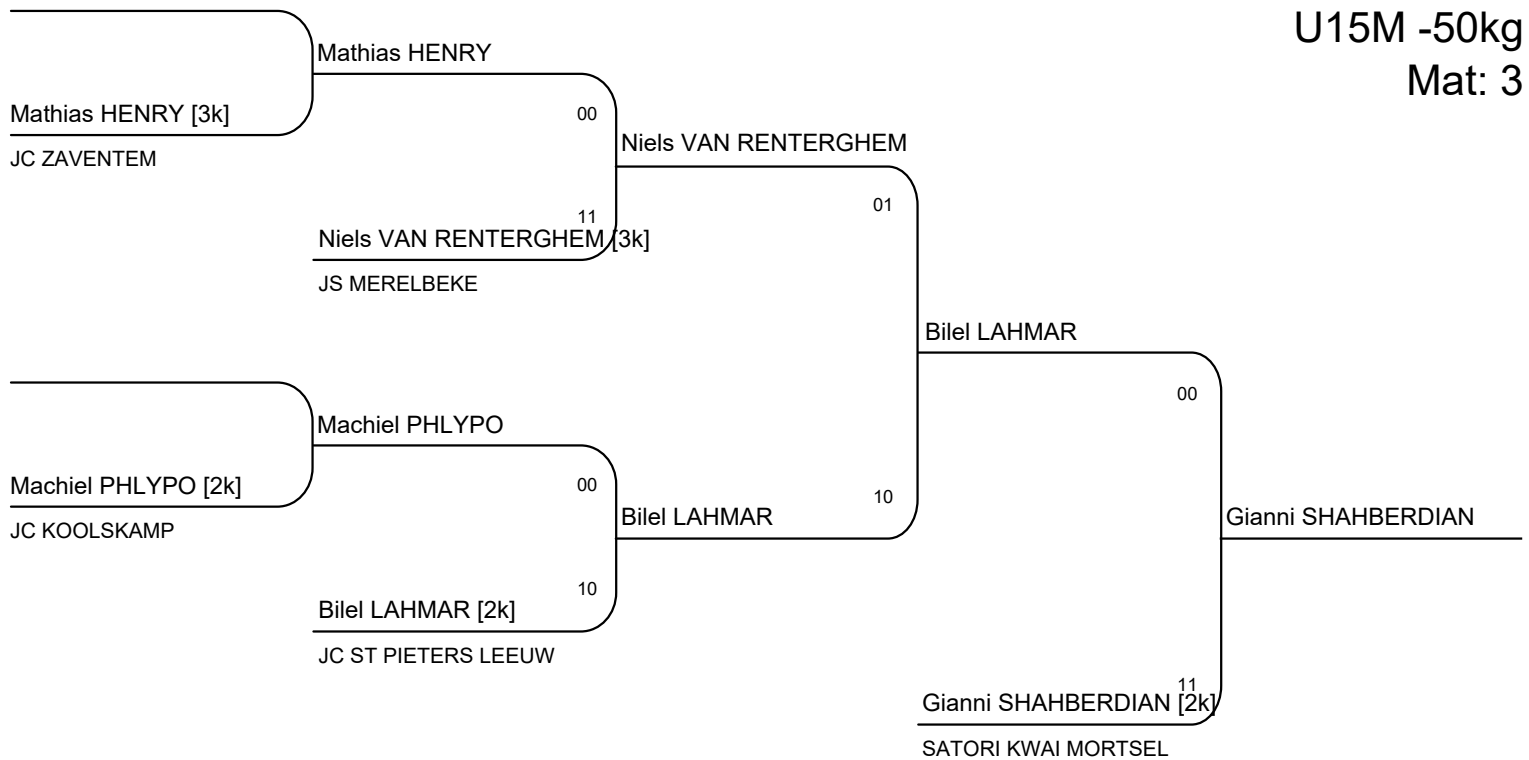 U15M -50kg
Mat: 3
Mathias HENRY
Mathias HENRY [3k]
00
JC ZAVENTEM
Niels VAN RENTERGHEM
01
11
Niels VAN RENTERGHEM [3k]
JS MERELBEKE
Bilel LAHMAR
00
Machiel PHLYPO
Machiel PHLYPO [2k]
00
10
JC KOOLSKAMP
Bilel LAHMAR
Gianni SHAHBERDIAN
10
Bilel LAHMAR [2k]
JC ST PIETERS LEEUW
11
Gianni SHAHBERDIAN [2k]
SATORI KWAI MORTSEL